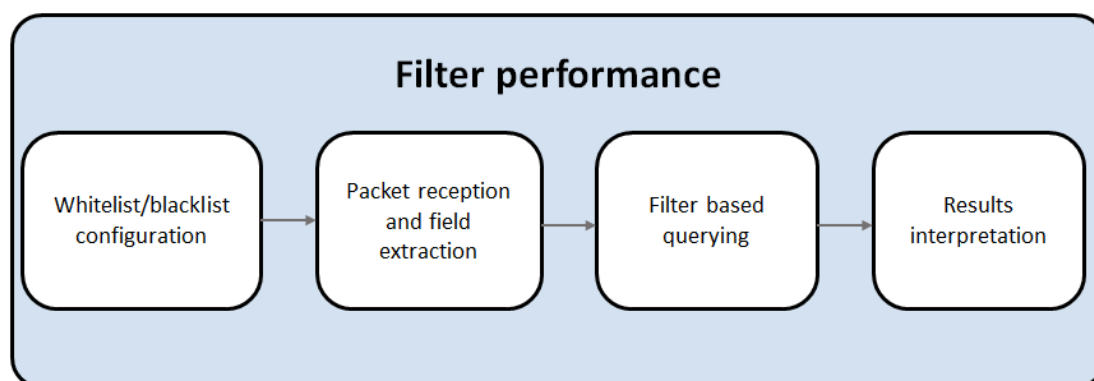 Filter performance
Whitelist/blacklist
configuration
Packet reception
and field
extraction
Filter based
querying
Results
interpretation